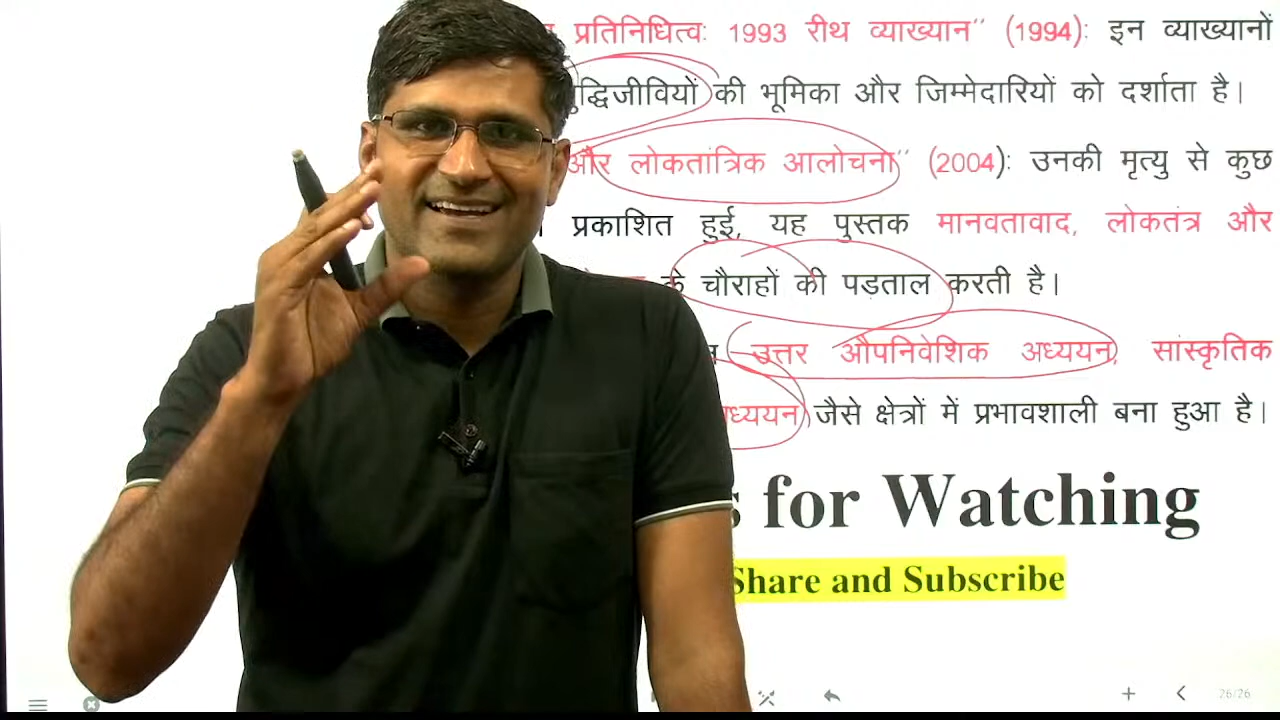 प्रतिनिधित्वः 1993 रीथ व्याख्यान" (1994): इन व्याख्यानों
की भूमिका और जिम्मेदारियों को दर्शाता है।
और लोकतांत्रिक आलोचना" (2004): उनकी मृत्यु से कुछ
प्रकाशित हुई, यह पुस्तक मानवतावाद, लोकतंत्र और
के चौराहों की पड़ताल करती है।
उत्तर औपनिवेशिक अध्ययन, सांस्कृतिक
जैसे क्षेत्रों में प्रभावशाली बना हुआ है।
for Watching
Share and Subscribe
26/26